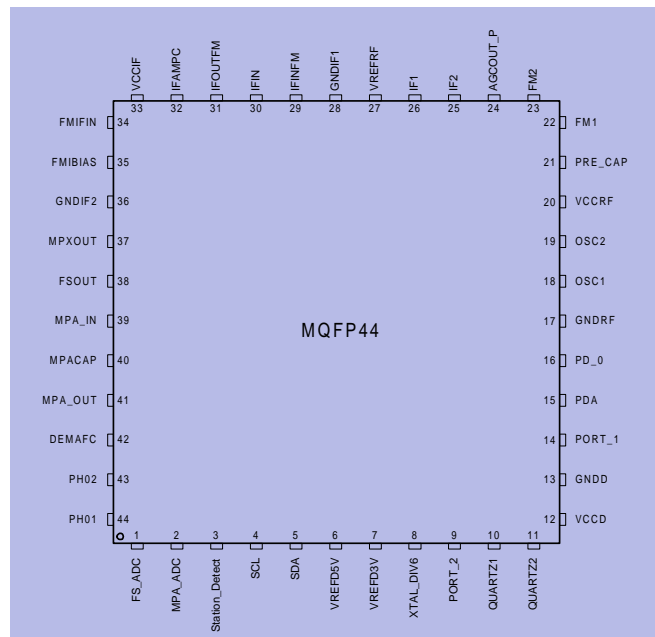 VCCIF IFAMPC IFOUTFM IFIN IFINFM GNDIF1 VREFRF IF1 IF2 AGCOUT_P FM2
33 32 31 30 29 28 27 26 25 24 23
FMIFIN 34 22 FM1
FMIBIAS 35 21 PRE_CAP
GNDIF2 36 20 VCCRF
MPXOUT 37 19 OSC2
FSOUT 38 18 OSC1
MPA_IN 39 17 GNDRF
MQFP44
MPACAP 40 16 PD_0
MPA_OUT 41 15 PDA
DEMAFC 42 14 PORT_1
PH02 43 13 GNDD
PH01 44 12 VCCD
1 2 3 4 5 6 7 8 9 10 11
FS_ADC MPA_ADC Station_Detect SCL SDA VREFD5V VREFD3V XTAL_DIV6 PORT_2 QUARTZ1 QUARTZ2